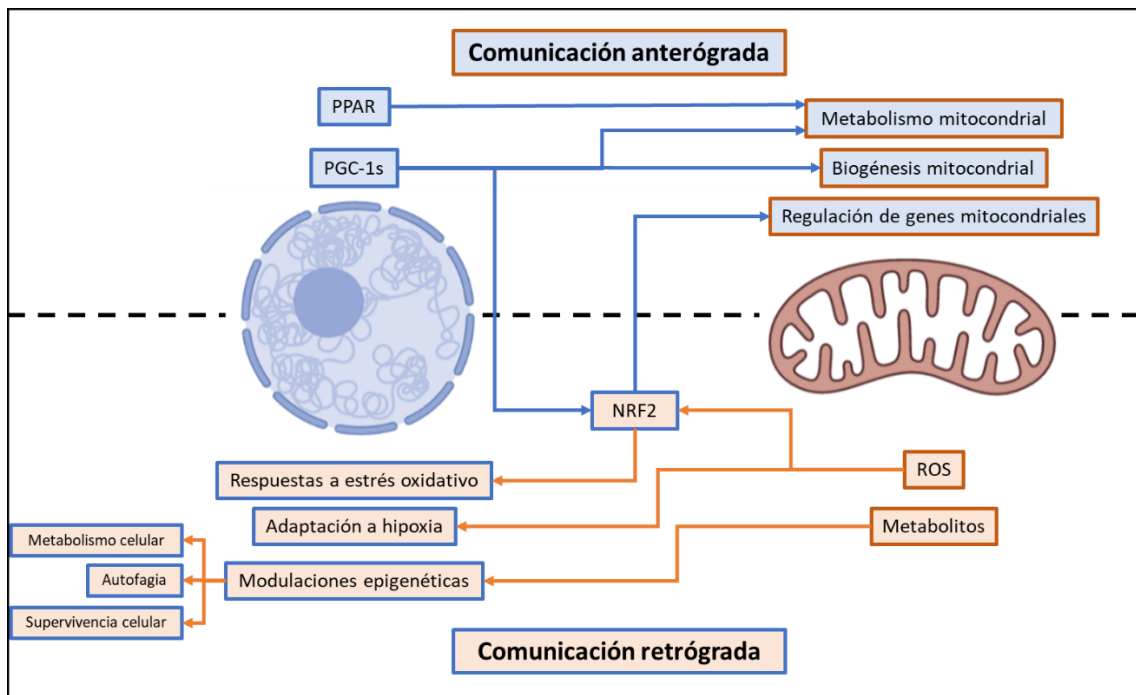 Comunicación anterógrada
PPAR
Metabolismo mitocondrial
PGC-1s
Biogénesis mitocondrial
Regulación de genes mitocondriales
NRF2
Respuestas a estrés oxidativo
ROS
Adaptación a hipoxia
Metabolitos
Metabolismo celular
Autofagia
Modulaciones epigenéticas
Supervivencia celular
Comunicación retrógrada